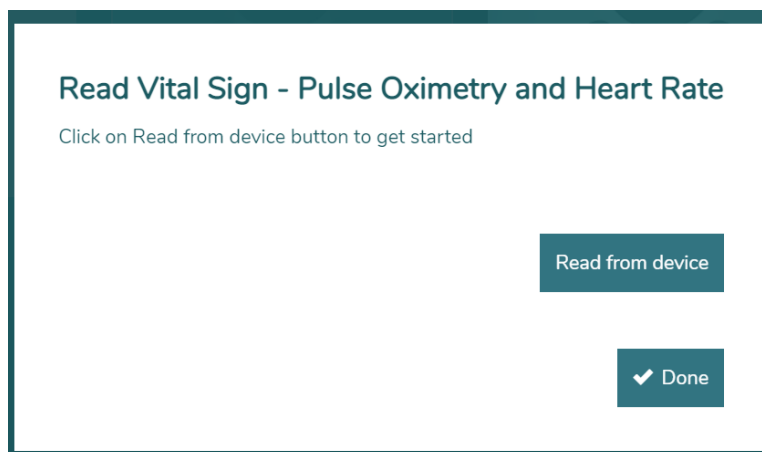 Read Vital Sign - Pulse Oximetry and Heart Rate
Click on Read from device button to get started
Read from device
Done